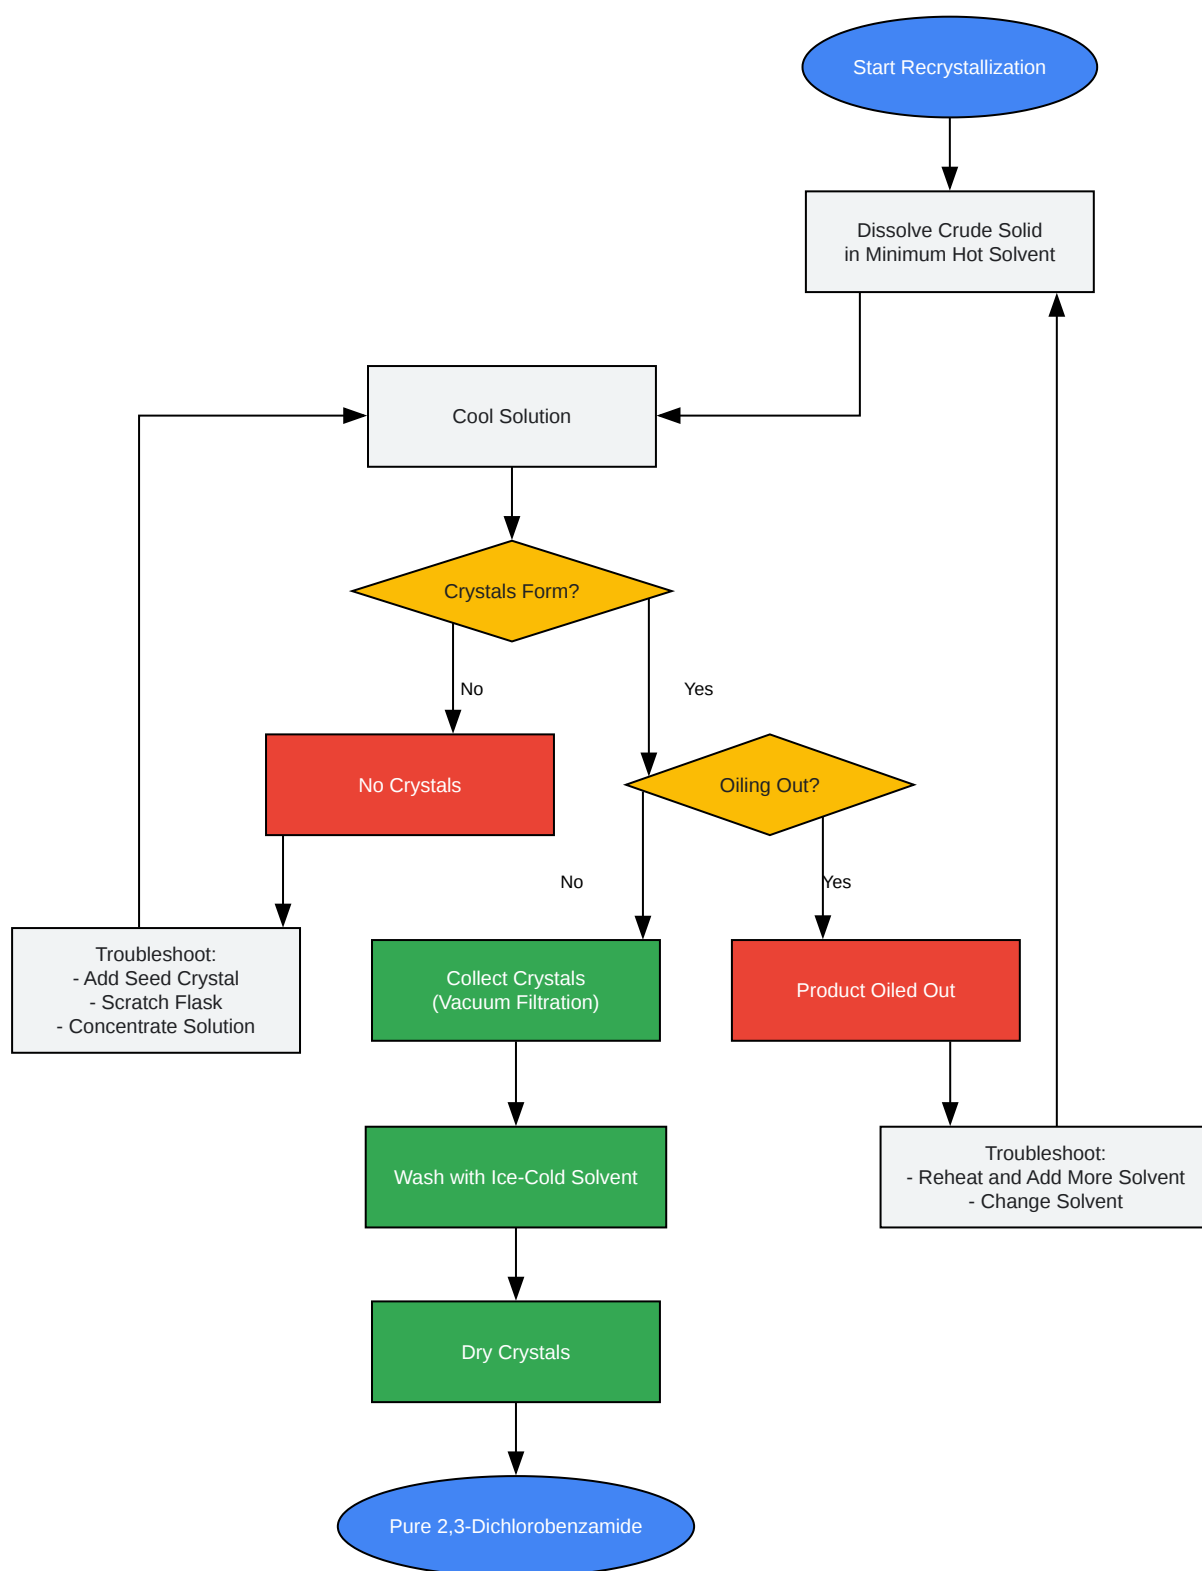 Start Recrystallization
Dissolve Crude Solid
in Minimum Hot Solvent
Cool Solution
Crystals Form?
No
Yes
No Crystals
Oiling Out?
No
Yes
Troubleshoot:
- Add Seed Crystal
- Scratch Flask
- Concentrate Solution
Collect Crystals
(Vacuum Filtration)
Product Oiled Out
Wash with Ice-Cold Solvent
Troubleshoot:
- Reheat and Add More Solvent
- Change Solvent
Dry Crystals
Pure 2,3-Dichlorobenzamide